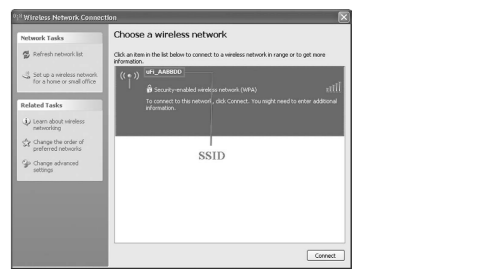 Wireless Network Connection
Network Tasks
Refresh network list
Set up a wireless network
for a home or small office
Related Tasks
Learn about wireless
networking
Change the order of
preferred networks
Change advanced
settings
Choose a wireless network
Click an item in the list below to connect to a wireless network in range or to get more
information.
uFi_AABBDD
Security-enabled wireless network (WPA)
To connect to this network, click Connect. You might need to enter additional
information.
SSID
Connect